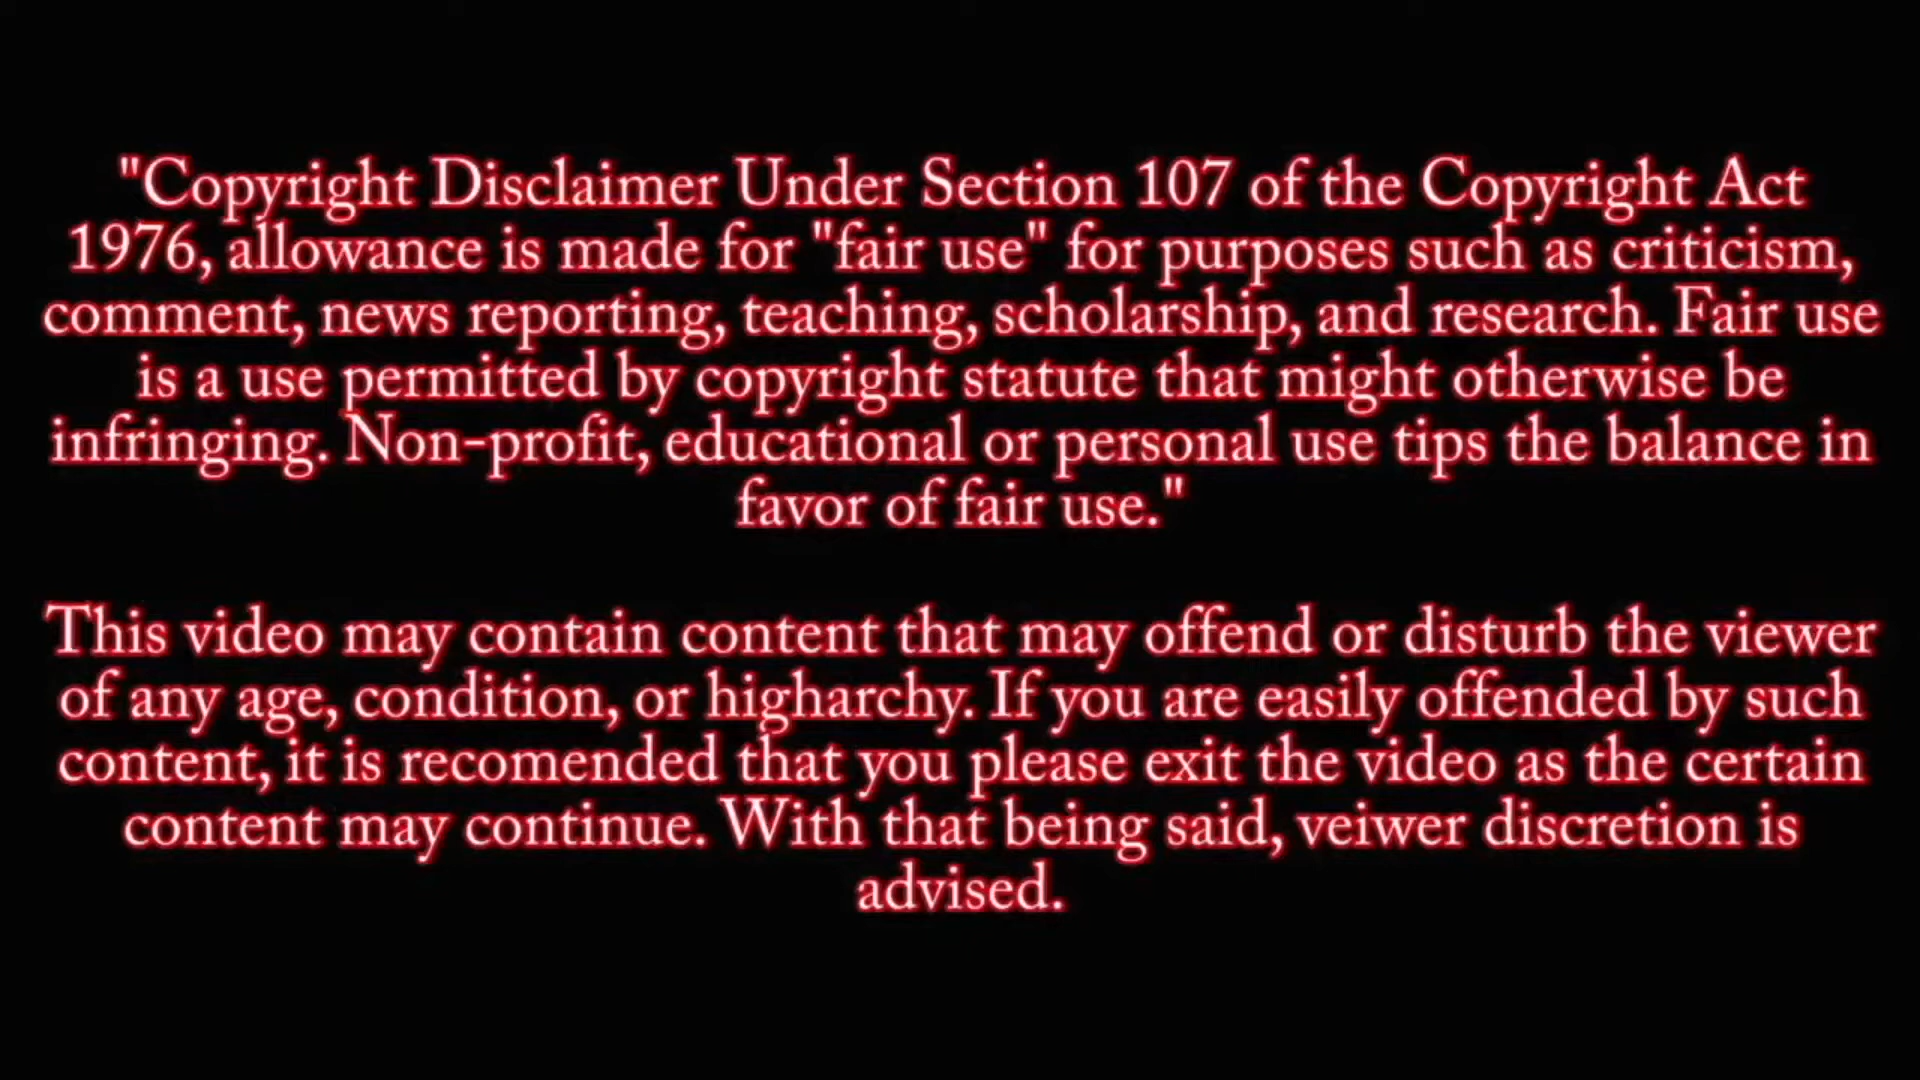 "Copyright Disclaimer Under Section 107 of the Copyright Act
1976, allowance is made for "fair use" for purposes such as criticism,
comment, news reporting, teaching, scholarship, and research. Fair use
is a use permitted by copyright statute that might otherwise be
infringing. Non-profit, educational or personal use tips the balance in
favor of fair use."
This video may contain content that may offend or disturb the viewer
of any age, condition, or higharchy. If you are easily offended by such
content, it is recomended that you please exit the video as the certain
content may continue. With that being said, veiwer discretion is
advised.